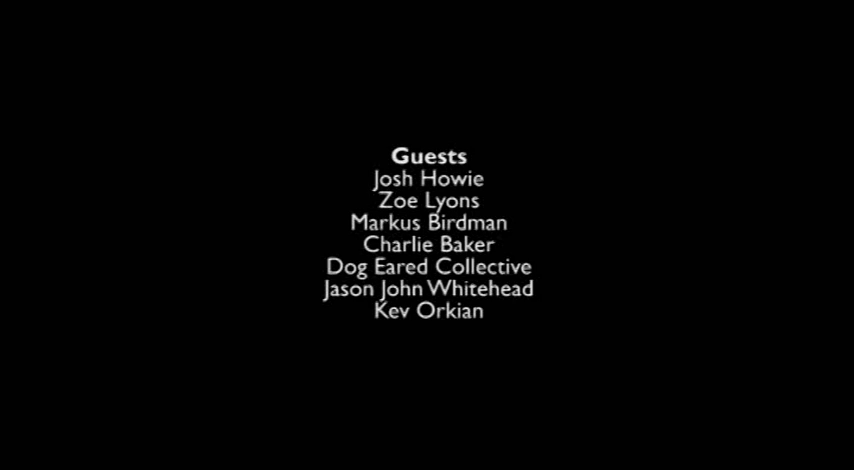 Guests
Josh Howie
Zoe Lyons
Markus Birdman
Charlie Baker
Dog Eared Collective
Jason John Whitehead
Kev Orkian